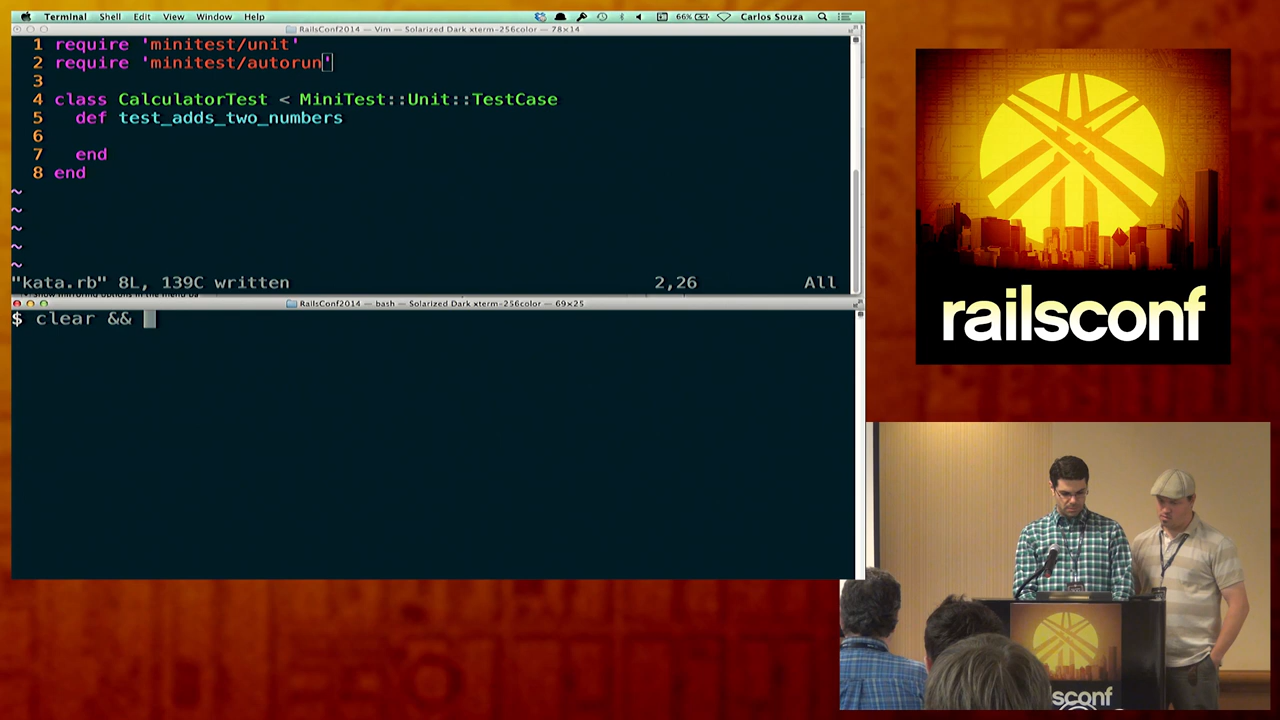 Terminal Shell Edit View Window Help 66% Carlos Souza
RailsConf2014 — Vim — Solarized Dark xterm-256color — 78×14
1 require 'minitest/unit'
2 require 'minitest/autorun'
3
4 class CalculatorTest < MiniTest::Unit::TestCase
5 def test_adds_two_numbers
6
7 end
8 end
~
~
~
~
~
"kata.rb" 8L, 139C written 2,26 All
RailsConf2014 — bash — Solarized Dark xterm-256color — 69×25
$ clear &&
railsconf
sconf